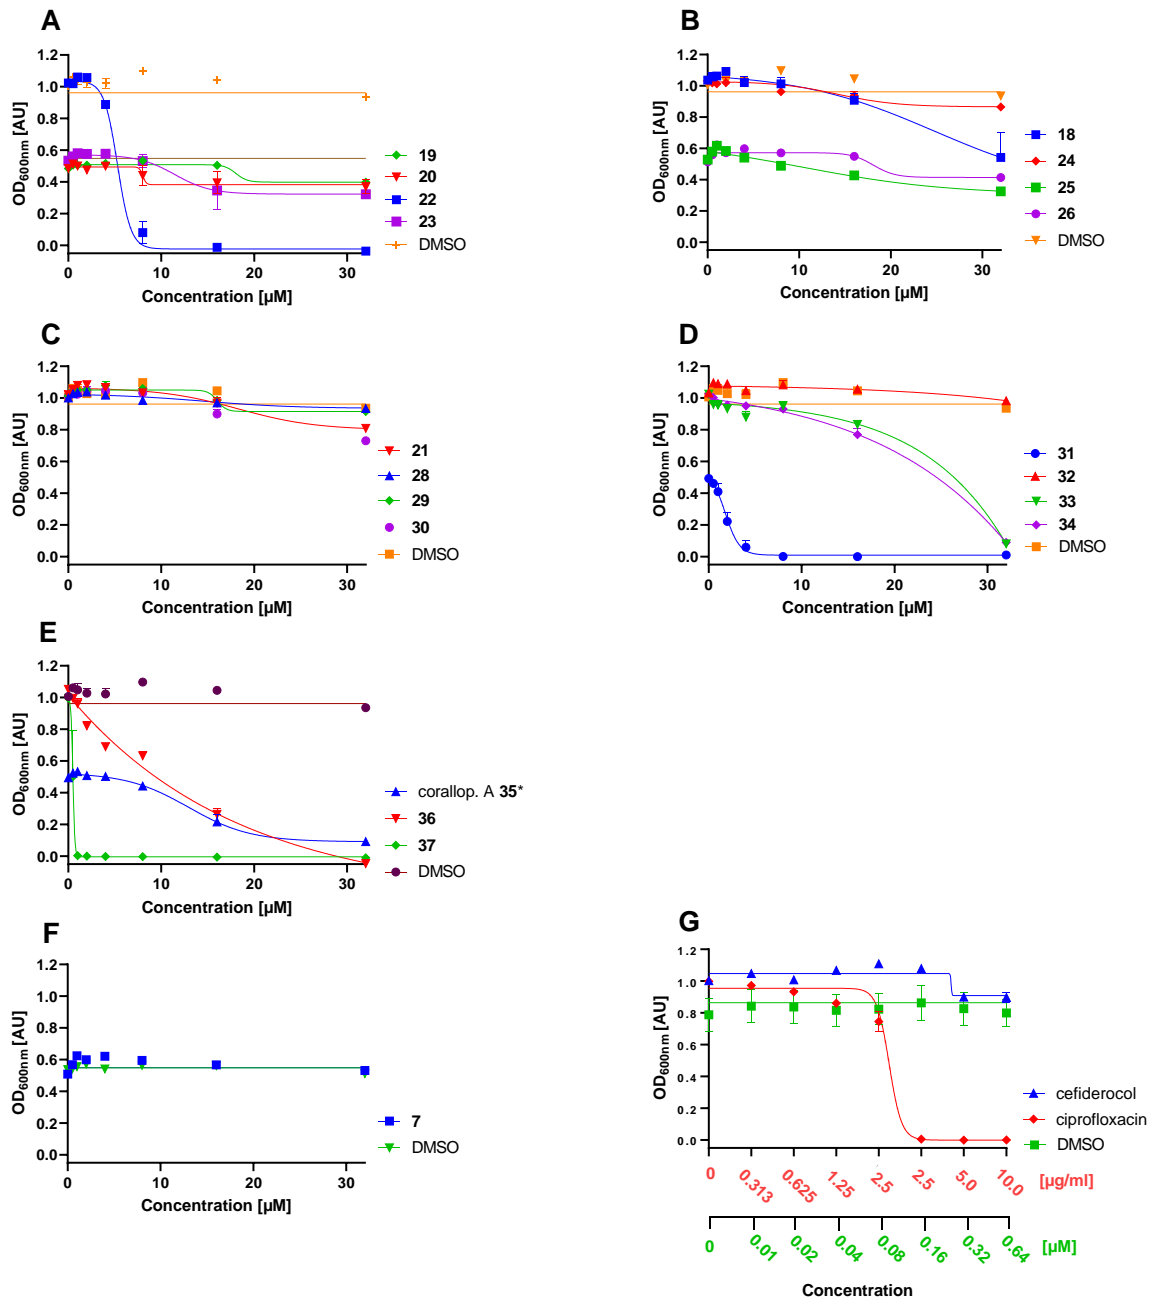 A
OD600nm [AU]
1.2
1.0
0.8
0.6
0.4
0.2
0.0
0 10 20 30
Concentration [µM]
19
20
22
23
DMSO
B
OD600nm [AU]
1.2
1.0
0.8
0.6
0.4
0.2
0.0
0 10 20 30
Concentration [µM]
18
24
25
26
DMSO
C
OD600nm [AU]
1.2
1.0
0.8
0.6
0.4
0.2
0.0
0 10 20 30
Concentration [µM]
21
28
29
30
DMSO
D
OD600nm [AU]
1.2
1.0
0.8
0.6
0.4
0.2
0.0
0 10 20 30
Concentration [µM]
31
32
33
34
DMSO
E
OD600nm [AU]
1.2
1.0
0.8
0.6
0.4
0.2
0.0
0 10 20 30
Concentration [µM]
corallop. A 35*
36
37
DMSO
F
OD600nm [AU]
1.2
1.0
0.8
0.6
0.4
0.2
0.0
0 10 20 30
Concentration [µM]
7
DMSO
G
OD600nm [AU]
1.2
1.0
0.8
0.6
0.4
0.2
0.0
cefiderocol
ciprofloxacin
DMSO
0 0.313 0.625 1.25 2.5 2.5 5.0 10.0 [µg/ml]
0 0.01 0.02 0.04 0.08 0.16 0.32 0.64 [µM]
Concentration